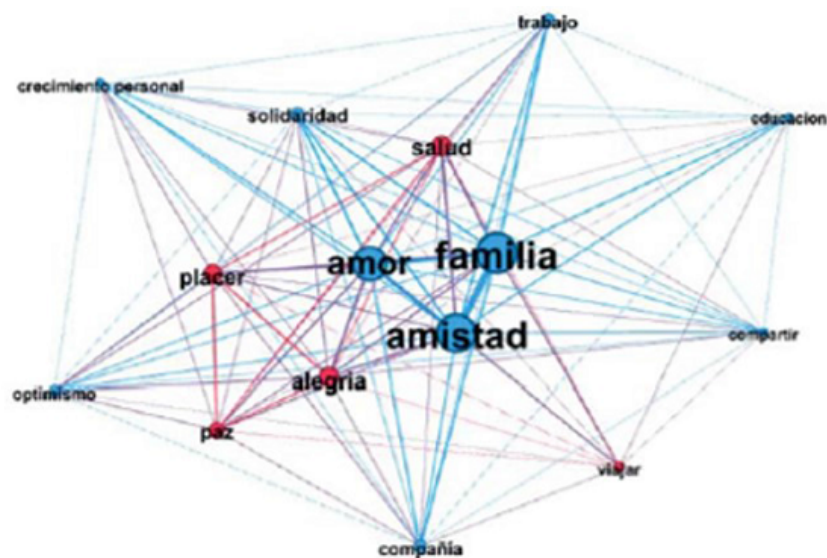 trabajo
crecimiento personal
solidaridad
educacion
salud
familia
amor
placer
amistad
compartir
alegria
optimismo
paz
viajar
compañia